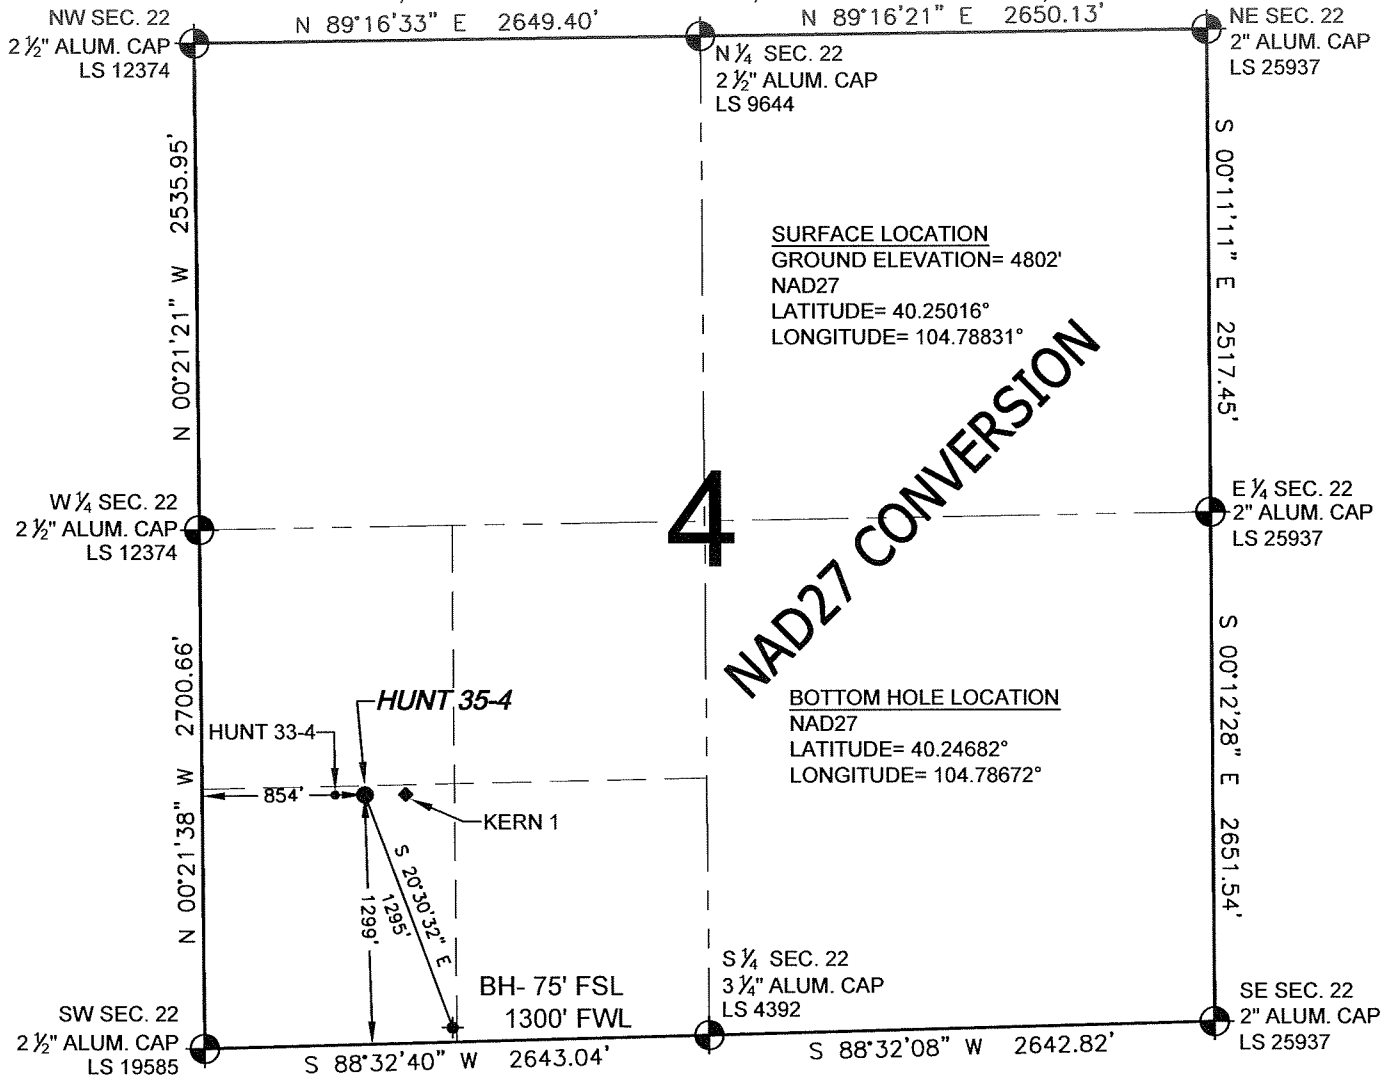 N 89°16'33" E 2649.40'
N 89°16'21" E 2650.13'
NW SEC. 22
2 ½" ALUM. CAP
LS 12374
N ¼ SEC. 22
2 ½" ALUM. CAP
LS 9644
NE SEC. 22
2" ALUM. CAP
LS 25937
N 00°21'21" W 2535.95'
S 00°11'11" E 2517.45'
SURFACE LOCATION
GROUND ELEVATION= 4802'
NAD27
LATITUDE= 40.25016°
LONGITUDE= 104.78831°
NAD27 CONVERSION
4
W ¼ SEC. 22
2 ½" ALUM. CAP
LS 12374
E ¼ SEC. 22
2" ALUM. CAP
LS 25937
N 00°21'38" W 2700.66'
S 00°12'28" E 2651.54'
HUNT 35-4
HUNT 33-4
854'
KERN 1
S 20°30'32" E
1295'
1299'
BOTTOM HOLE LOCATION
NAD27
LATITUDE= 40.24682°
LONGITUDE= 104.78672°
BH- 75' FSL
1300' FWL
SW SEC. 22
2 ½" ALUM. CAP
LS 19585
S ¼ SEC. 22
3 ¼" ALUM. CAP
LS 4392
SE SEC. 22
2" ALUM. CAP
LS 25937
S 88°32'40" W 2643.04'
S 88°32'08" W 2642.82'